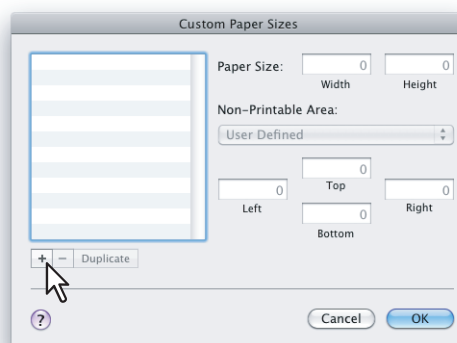 Custom Paper Sizes
Paper Size:
0
0
Width
Height
Non-Printable Area:
User Defined
0
Top
0
0
Left
Right
0
Bottom
+ − Duplicate
?
Cancel
OK